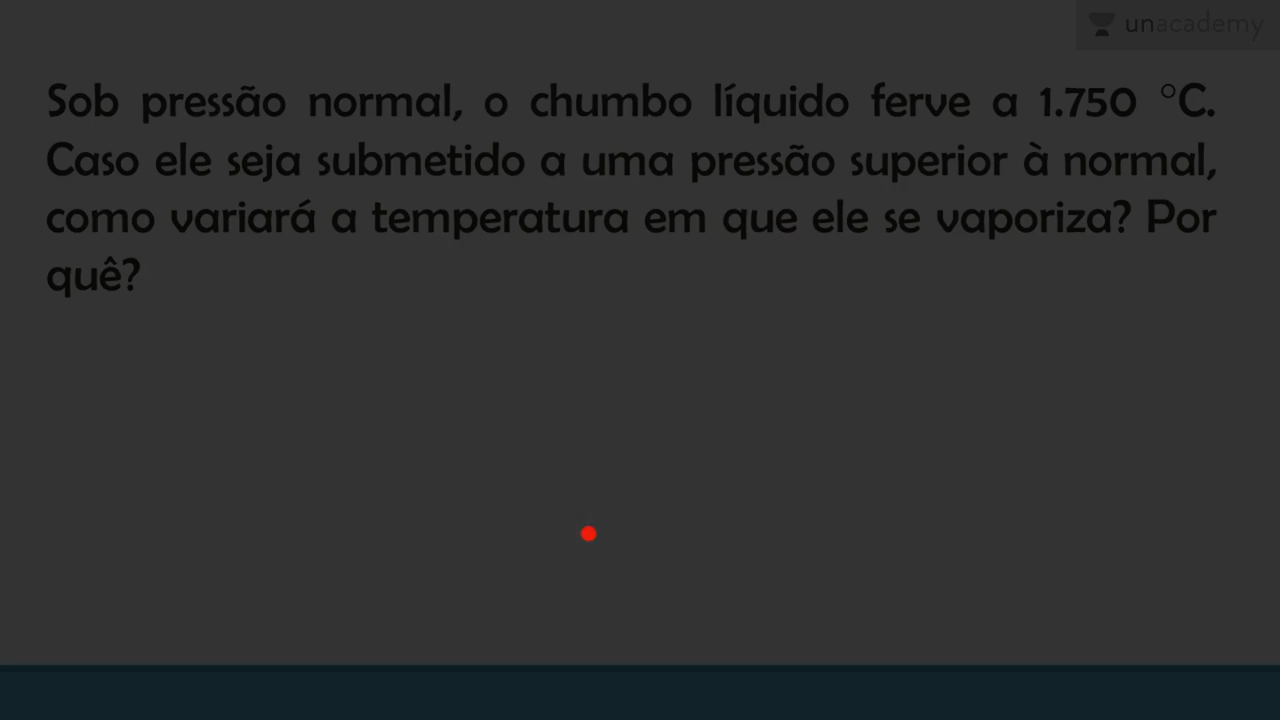 unacademy
Sob pressão normal, o chumbo líquido ferve a 1.750 °C.
Caso ele seja submetido a uma pressão superior à normal,
como variará a temperatura em que ele se vaporiza? Por
quê?